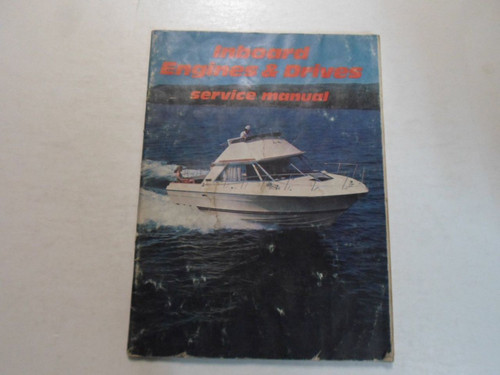 Inboard
Engines & Drives
service manual